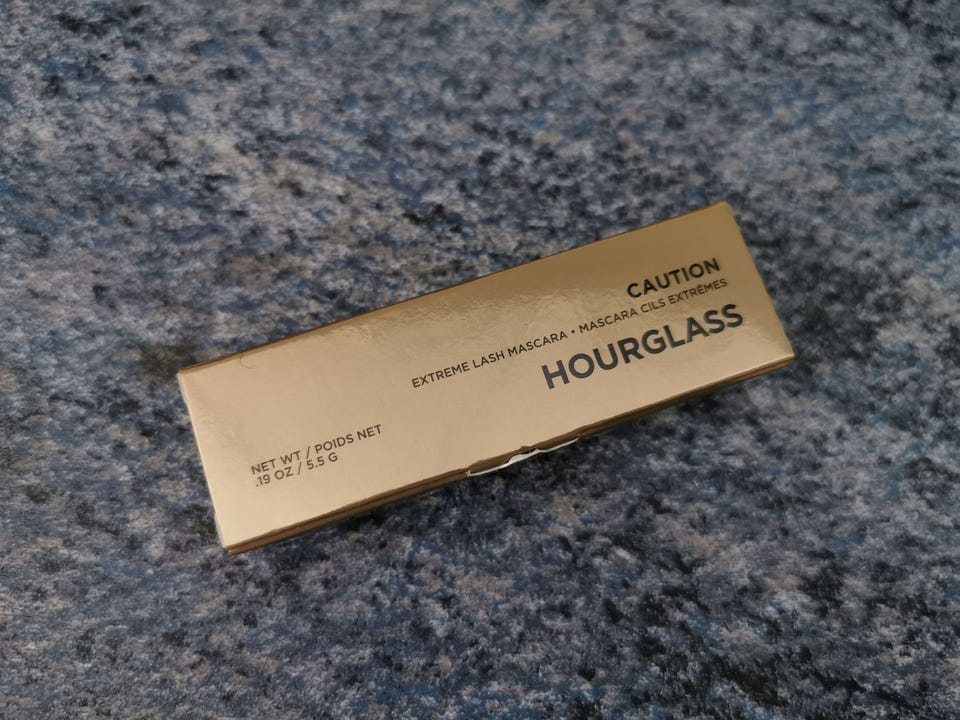 CAUTION
EXTREME LASH MASCARA • MASCARA CILS EXTRÊMES
HOURGLASS
NET WT / POIDS NET
.19 OZ / 5.5 G